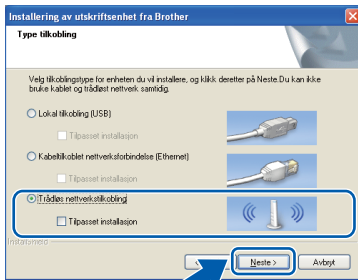 Installering av utskriftsenhet fra Brother
Type tilkobling
Velg tilkoblingstype for enheten du vil installere, og klikk deretter på Neste.Du kan ikke
bruke kablet og trådløst nettverk samtidig.
Lokal tilkobling (USB)
Tilpasset installasjon
Kabeltilkoblet nettverksforbindelse (Ethernet)
Tilpasset installasjon
Trådløs nettverkstilkobling
Tilpasset installasjon
InstallShield
<
Neste >
Avbryt